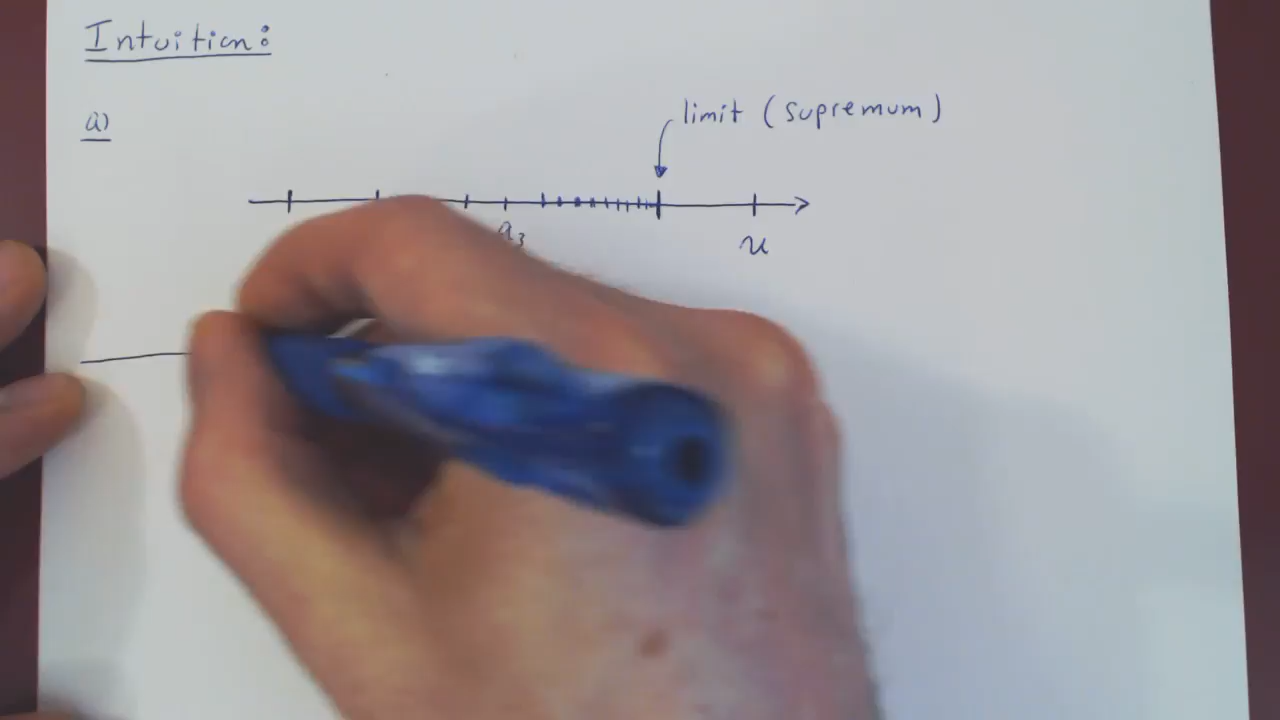 Intuition:
limit (supremum)
a)
a₃
u